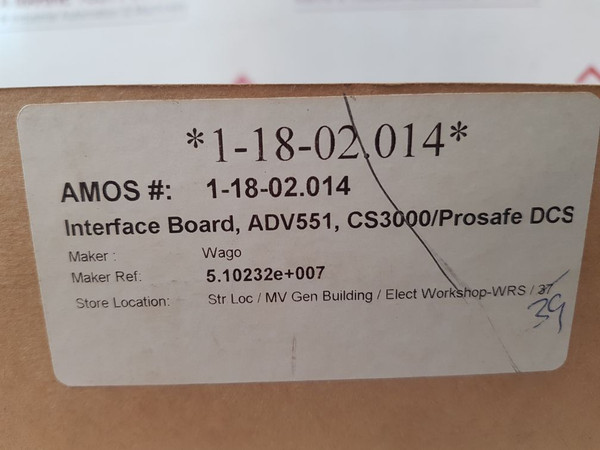 *1-18-02.014*
AMOS #: 1-18-02.014
Interface Board, ADV551, CS3000/Prosafe DCS
Maker : Wago
Maker Ref: 5.10232e+007
Store Location: Str Loc / MV Gen Building / Elect Workshop-WRS / 37
39